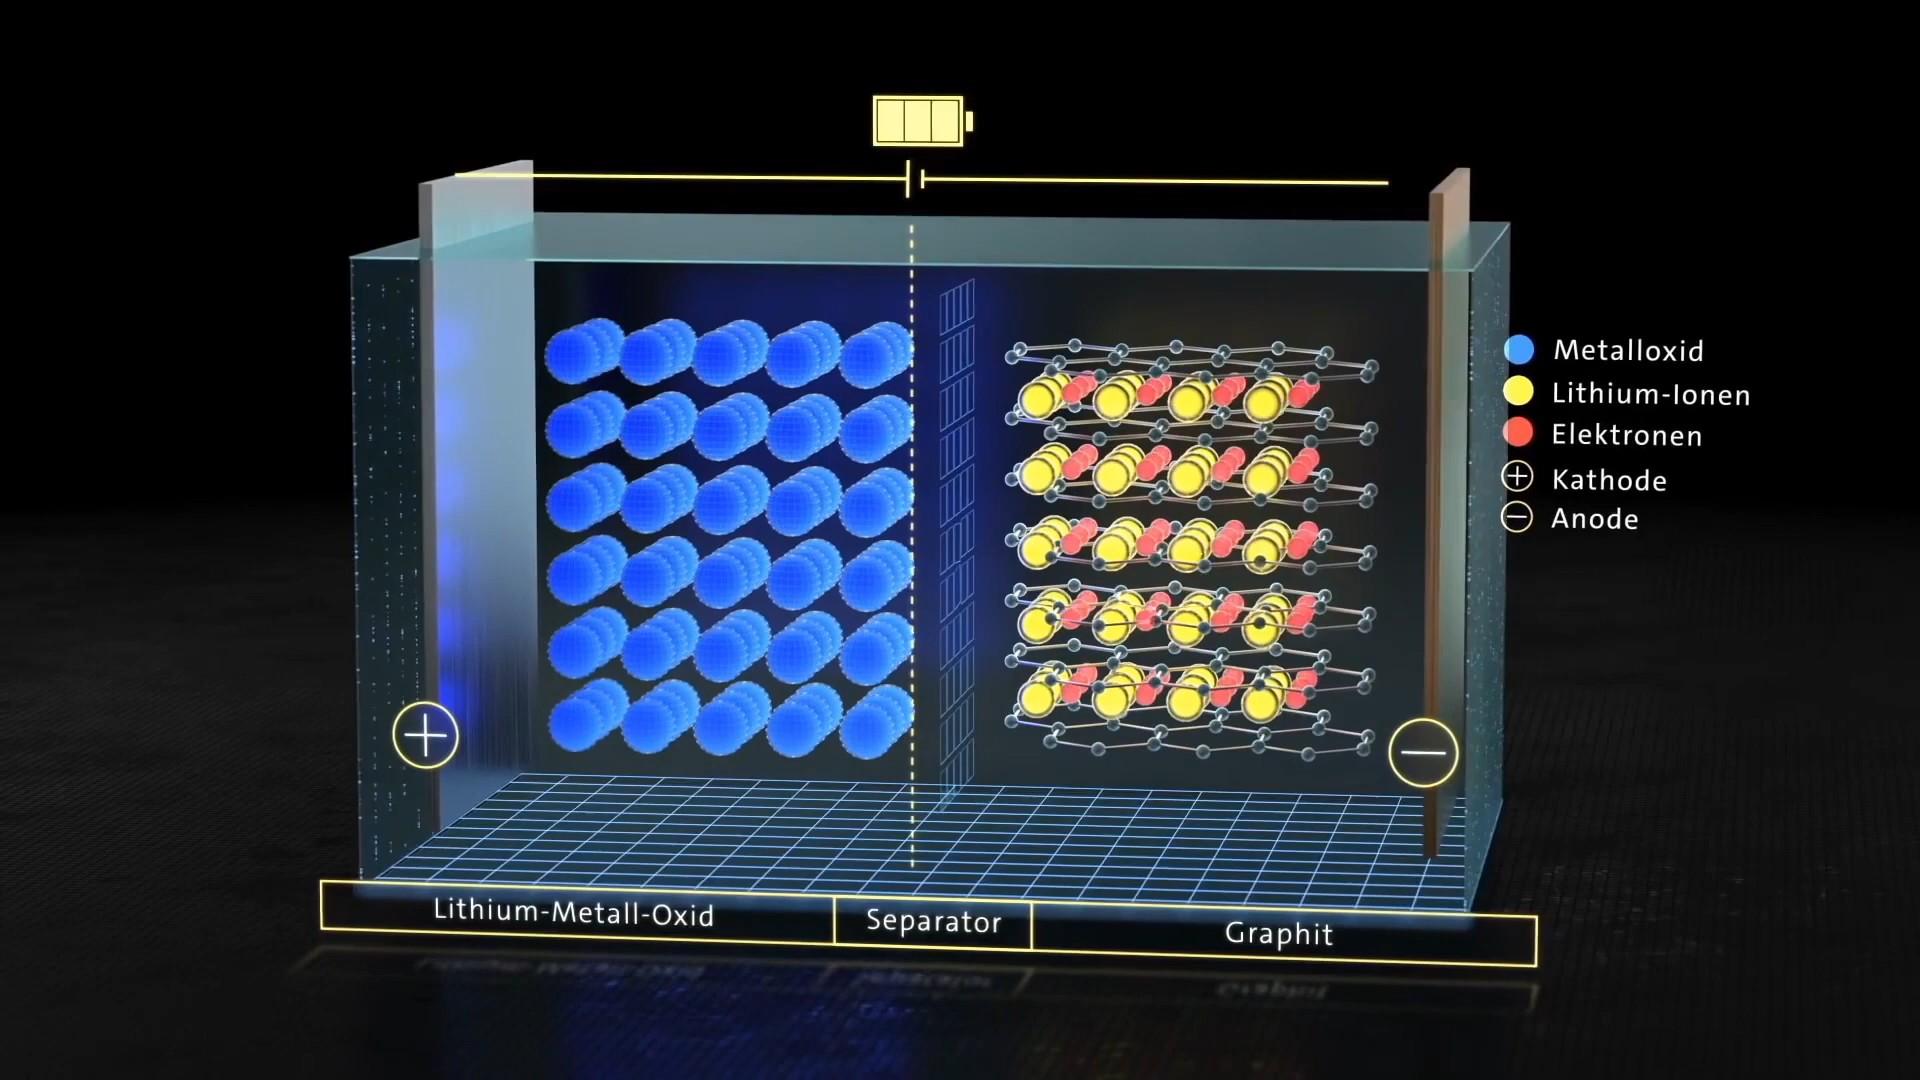 Metalloxid
Lithium-Ionen
Elektronen
Kathode
Anode
Lithium-Metall-Oxid
Separator
Graphit